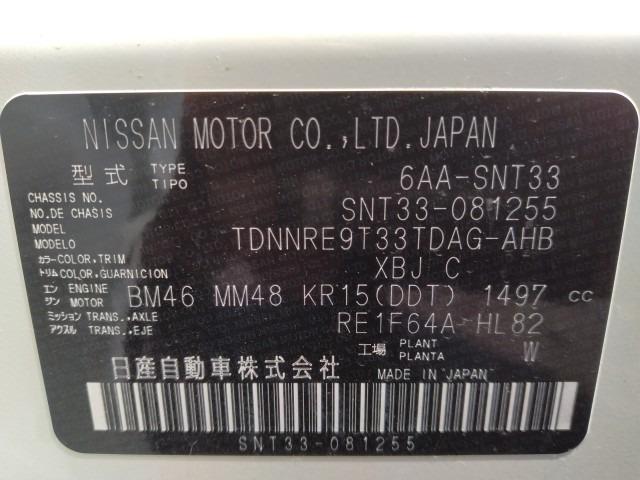 NISSAN MOTOR CO.,LTD.JAPAN
型式 TYPE TIPO 6AA-SNT33
CHASSIS NO. NO.DE CHASIS SNT33-081255
MODEL MODELO TDNNRE9T33TDAG-AHB
カラー COLOR,TRIM トリム COLOR,GUARNICION XBJ C
エンジン ENGINE MOTOR BM46 MM48 KR15(DDT) 1497 cc
ミッション TRANS.,AXLE アクスル TRANS.,EJE RE1F64A-HL82
工場 PLANT PLANTA W
日産自動車株式会社 MADE IN JAPAN
SNT33-081255